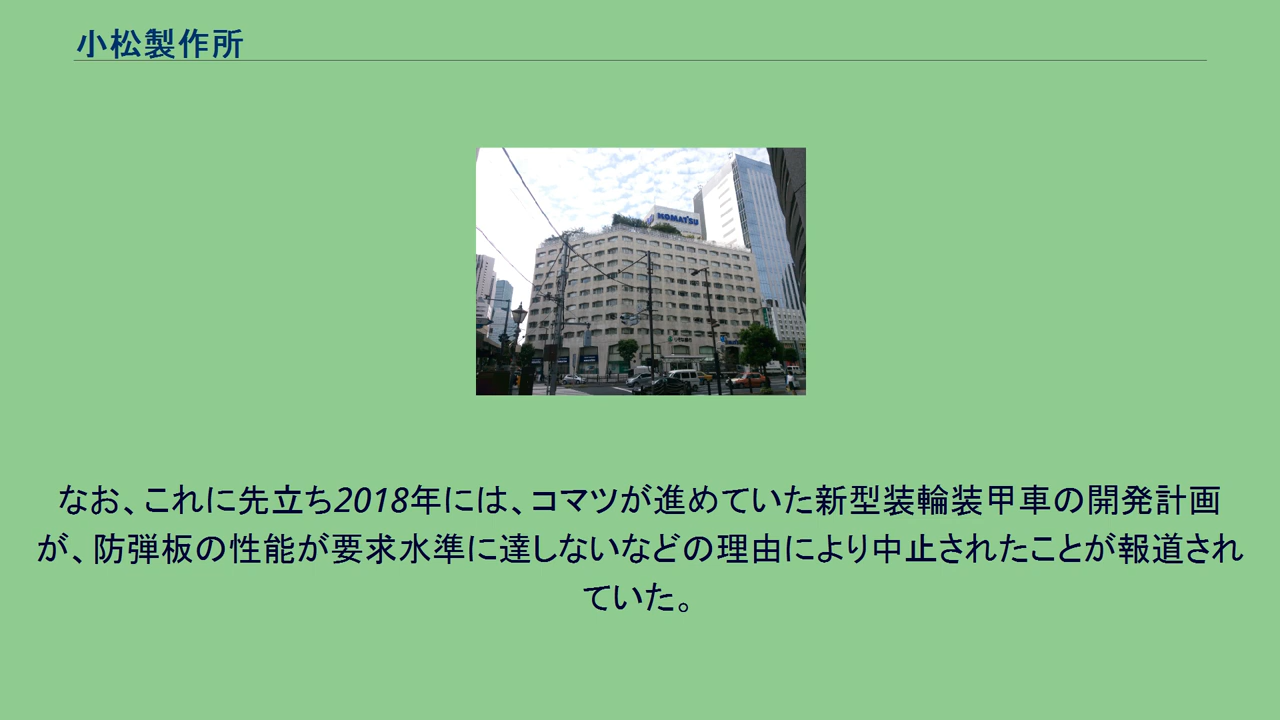 小松製作所
KOMATSU
なお、これに先立ち2018年には、コマツが進めていた新型装輪装甲車の開発計画
が、防弾板の性能が要求水準に達しないなどの理由により中止されたことが報道され
ていた。